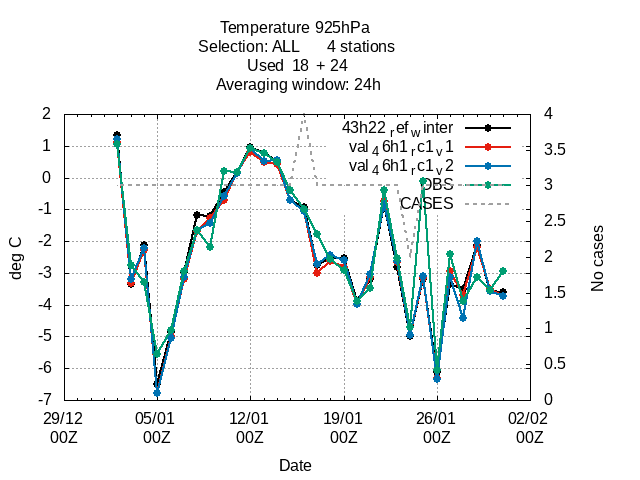 Temperature 925hPa
Selection: ALL 4 stations
Used 18 + 24
Averaging window: 24h
2 4
43h22refwinter
1 3.5
val46h1rc1v1
val46h1rc1v2
0 3
OBS
CASES
-1 2.5
-2 2
-3 1.5
-4 1
-5 0.5
-6
-7 0
deg C
No cases
29/12 05/01 12/01 19/01 26/01 02/02
00Z 00Z 00Z 00Z 00Z 00Z
Date